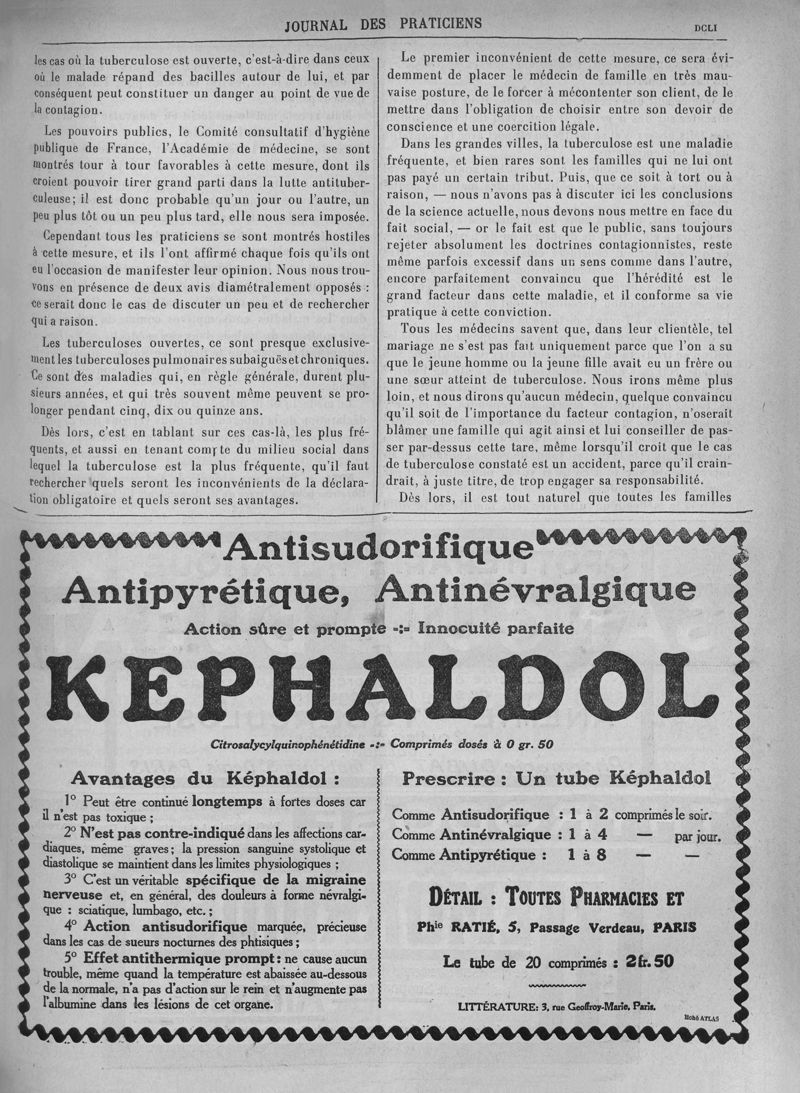 JOURNAL DES PRATICIENS
DCLI
les cas où la tuberculose est ouverte, c'est-à-dire dans ceux
où le malade répand des bacilles autour de lui, et par
conséquent peut constituer un danger au point de vue de
la contagion.
Les pouvoirs publics, le Comité consultatif d'hygiène
publique de France, l'Académie de médecine, se sont
montrés tour à tour favorables à cette mesure, dont ils
croient pouvoir tirer grand parti dans la lutte antituber-
culeuse; il est donc probable qu'un jour ou l'autre, un
peu plus tôt ou un peu plus tard, elle nous sera imposée.
Cependant tous les praticiens se sont montrés hostiles
à cette mesure, et ils l'ont affirmé chaque fois qu'ils ont
eu l'occasion de manifester leur opinion. Nous nous trou-
vons en présence de deux avis diamétralement opposés :
ce serait donc le cas de discuter un peu et de rechercher
qui a raison.
Les tuberculoses ouvertes, ce sont presque exclusive-
ment les tuberculoses pulmonaires subaiguës et chroniques.
Ce sont des maladies qui, en règle générale, durent plu-
sieurs années, et qui très souvent même peuvent se pro-
longer pendant cinq, dix ou quinze ans.
Dès lors, c'est en tablant sur ces cas-là, les plus fré-
quents, et aussi en tenant compte du milieu social dans
lequel la tuberculose est la plus fréquente, qu'il faut
rechercher quels seront les inconvénients de la déclara-
tion obligatoire et quels seront ses avantages.
Le premier inconvénient de cette mesure, ce sera évi-
demment de placer le médecin de famille en très mau-
vaise posture, de le forcer à mécontenter son client, de le
mettre dans l'obligation de choisir entre son devoir de
conscience et une coercition légale.
Dans les grandes villes, la tuberculose est une maladie
fréquente, et bien rares sont les familles qui ne lui ont
pas payé un certain tribut. Puis, que ce soit à tort ou à
raison, — nous n'avons pas à discuter ici les conclusions
de la science actuelle, nous devons nous mettre en face du
fait social, — or le fait est que le public, sans toujours
rejeter absolument les doctrines contagionnistes, reste
même parfois excessif dans un sens comme dans l'autre,
encore parfaitement convaincu que l'hérédité est le
grand facteur dans cette maladie, et il conforme sa vie
pratique à cette conviction.
Tous les médecins savent que, dans leur clientèle, tel
mariage ne s'est pas fait uniquement parce que l'on a su
que le jeune homme ou la jeune fille avait eu un frère ou
une sœur atteint de tuberculose. Nous irons même plus
loin, et nous dirons qu'aucun médecin, quelque convaincu
qu'il soit de l'importance du facteur contagion, n'oserait
blâmer une famille qui agit ainsi et lui conseiller de pas-
ser par-dessus cette tare, même lorsqu'il croit que le cas
de tuberculose constaté est un accident, parce qu'il crain-
drait, à juste titre, de trop engager sa responsabilité.
Dès lors, il est tout naturel que toutes les familles
Antisudorifique
Antipyrétique, Antinévralgique
Action sûre et prompte -:- Innocuité parfaite
KEPHALDOL
Citrosalycylquinophénétidine -:- Comprimés dosés à 0 gr. 50
Avantages du Képhaldol :
1° Peut être continué longtemps à fortes doses car
il n'est pas toxique ;
2° N'est pas contre-indiqué dans les affections car-
diaques, même graves ; la pression sanguine systolique et
diastolique se maintient dans les limites physiologiques ;
3° C'est un véritable spécifique de la migraine
nerveuse et, en général, des douleurs à forme névralgi-
que : sciatique, lumbago, etc. ;
4° Action antisudorifique marquée, précieuse
dans les cas de sueurs nocturnes des phtisiques ;
5° Effet antithermique prompt : ne cause aucun
trouble, même quand la température est abaissée au-dessous
de la normale, n'a pas d'action sur le rein et n'augmente pas
l'albumine dans les lésions de cet organe.
Prescrire : Un tube Képhaldol
Comme Antisudorifique : 1 à 2 comprimés le soir.
Comme Antinévralgique : 1 à 4 — par jour.
Comme Antipyrétique : 1 à 8 — —
DÉTAIL : TOUTES PHARMACIES ET
Phie RATIÉ, 5, Passage Verdeau, PARIS
Le tube de 20 comprimés : 2 fr. 50
LITTÉRATURE : 3, rue Geoffroy-Marie, Paris.
ATLAS